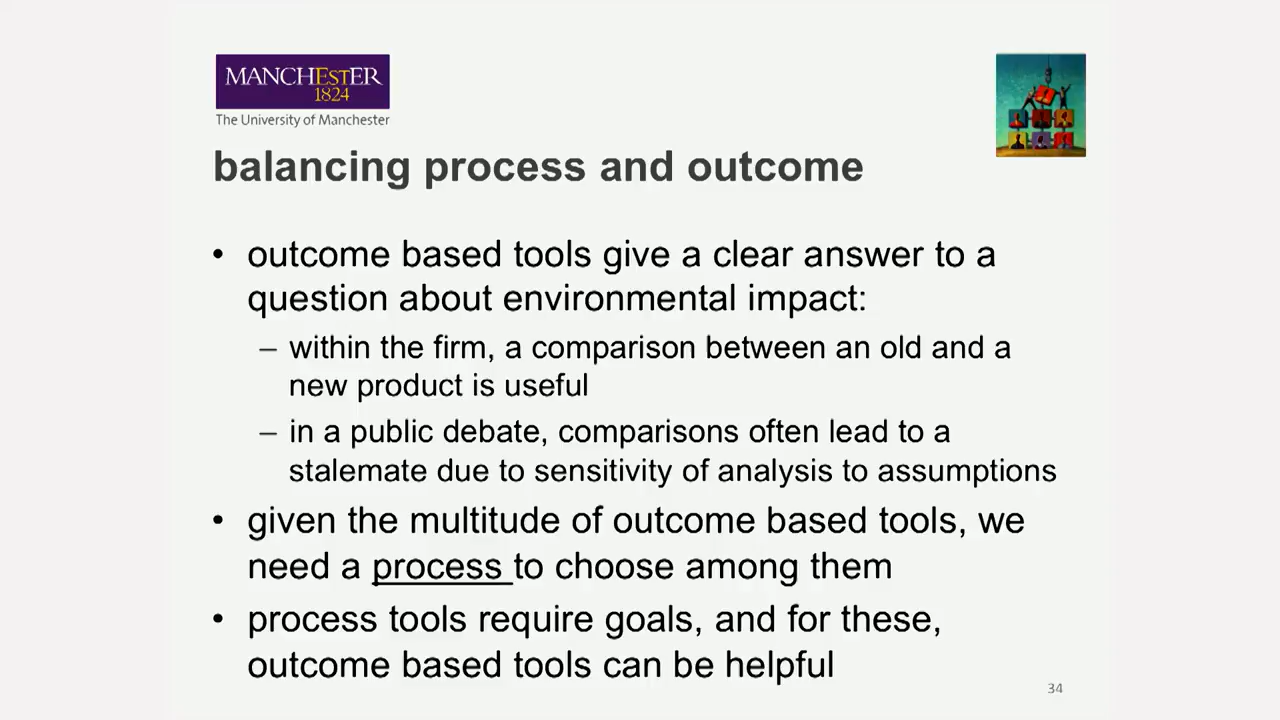 MANCHEstER
1824
The University of Manchester
balancing process and outcome
• outcome based tools give a clear answer to a
question about environmental impact:
– within the firm, a comparison between an old and a
new product is useful
– in a public debate, comparisons often lead to a
stalemate due to sensitivity of analysis to assumptions
• given the multitude of outcome based tools, we
need a process to choose among them
• process tools require goals, and for these,
outcome based tools can be helpful
34